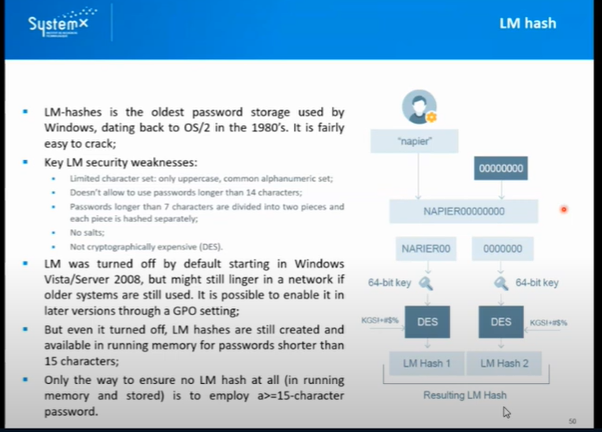 Systemx
LM hash
LM-hashes is the oldest password storage used by
Windows, dating back to OS/2 in the 1980's. It is fairly
easy to crack;
Key LM security weaknesses:
Limited character set: only uppercase, common alphanumeric set;
Doesn't allow to use passwords longer than 14 characters;
Passwords longer than 7 characters are divided into two pieces and
each piece is hashed separately;
No salts;
Not cryptographically expensive (DES).
LM was turned off by default starting in Windows
Vista/Server 2008, but might still linger in a network if
older systems are still used. It is possible to enable it in
later versions through a GPO setting;
But even it turned off, LM hashes are still created and
available in running memory for passwords shorter than
15 characters;
Only the way to ensure no LM hash at all (in running
memory and stored) is to employ a>=15-character
password.
"napier"
00000000
NAPIER00000000
NARIER00
0000000
64-bit key
64-bit key
KGSI+#$%
DES
DES
KGSI+#$%
LM Hash 1
LM Hash 2
Resulting LM Hash
50